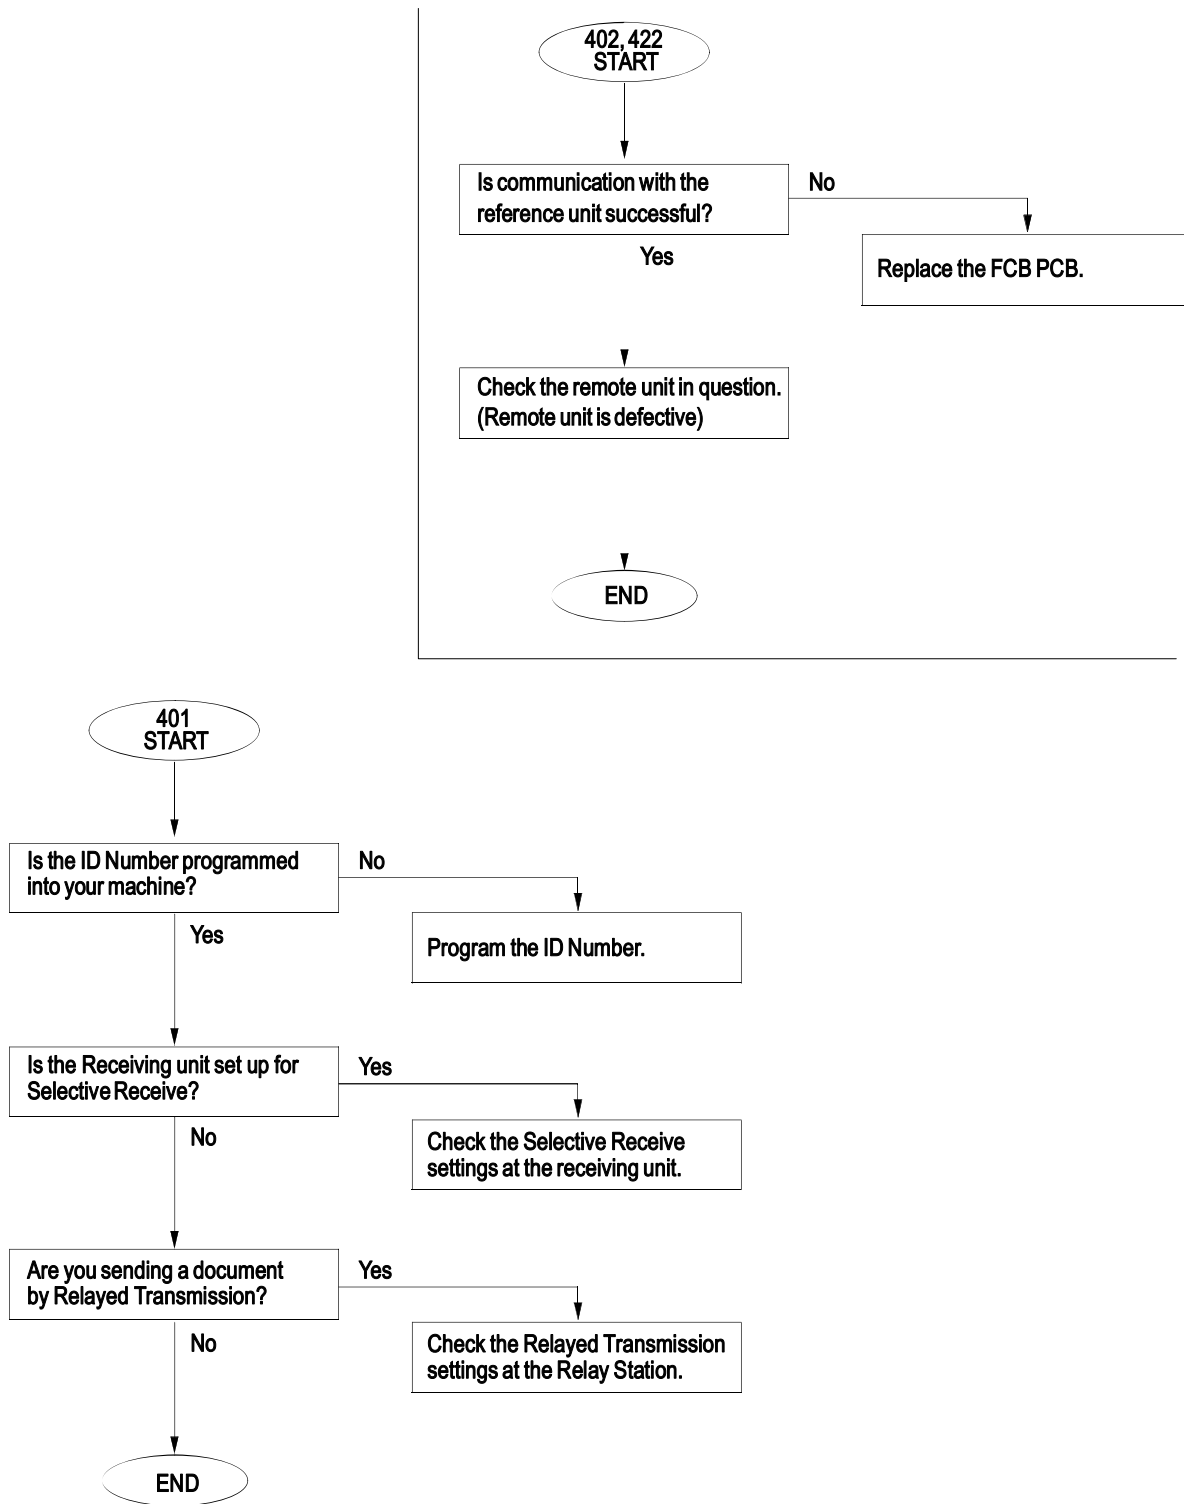 402, 422
START
Is communication with the
reference unit successful?
No
Yes
Replace the FCB PCB.
Check the remote unit in question.
(Remote unit is defective)
END
401
START
Is the ID Number programmed
into your machine?
No
Yes
Program the ID Number.
Is the Receiving unit set up for
Selective Receive?
Yes
No
Check the Selective Receive
settings at the receiving unit.
Are you sending a document
by Relayed Transmission?
Yes
No
Check the Relayed Transmission
settings at the Relay Station.
END